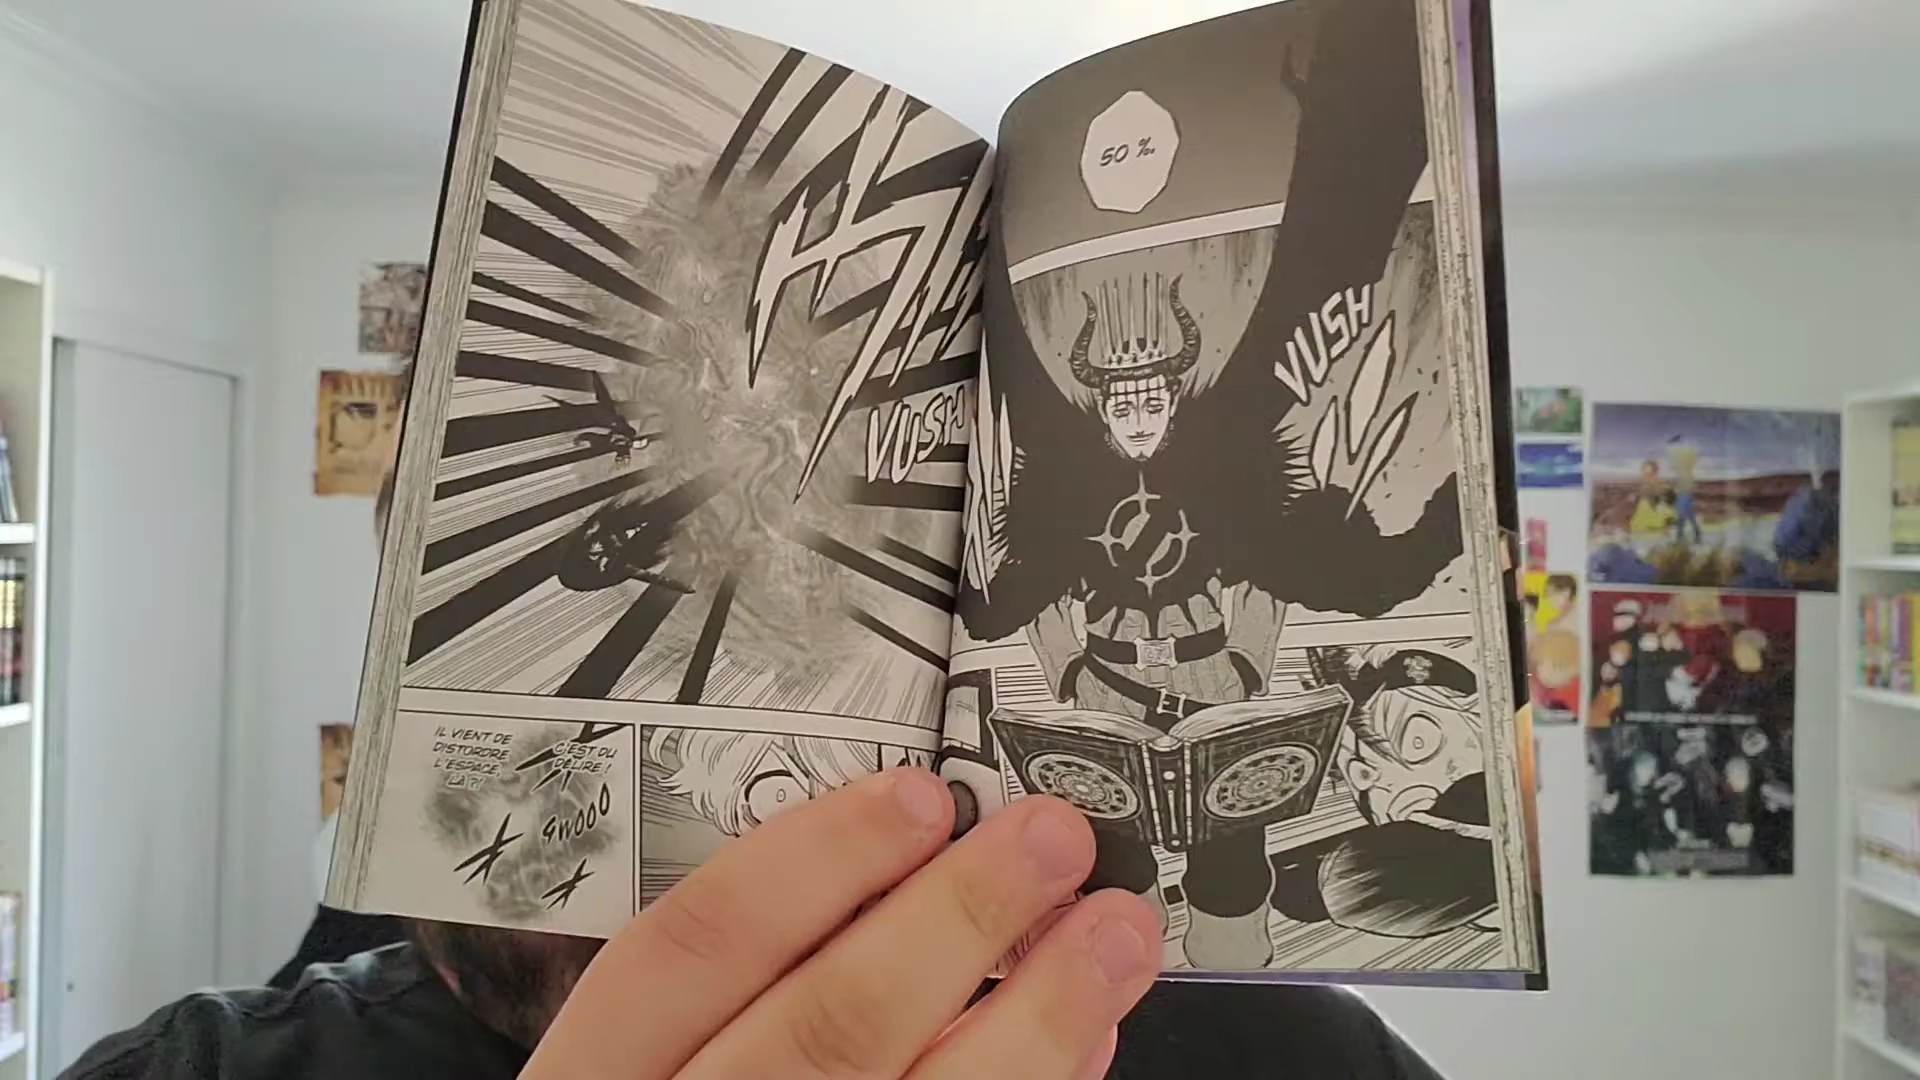 VUSH
IL VIENT DE
DISTORDRE
L'ESPACE,
LÀ ?!
C'EST DU
DÉLIRE !
GWOOO
50 %
VUSH